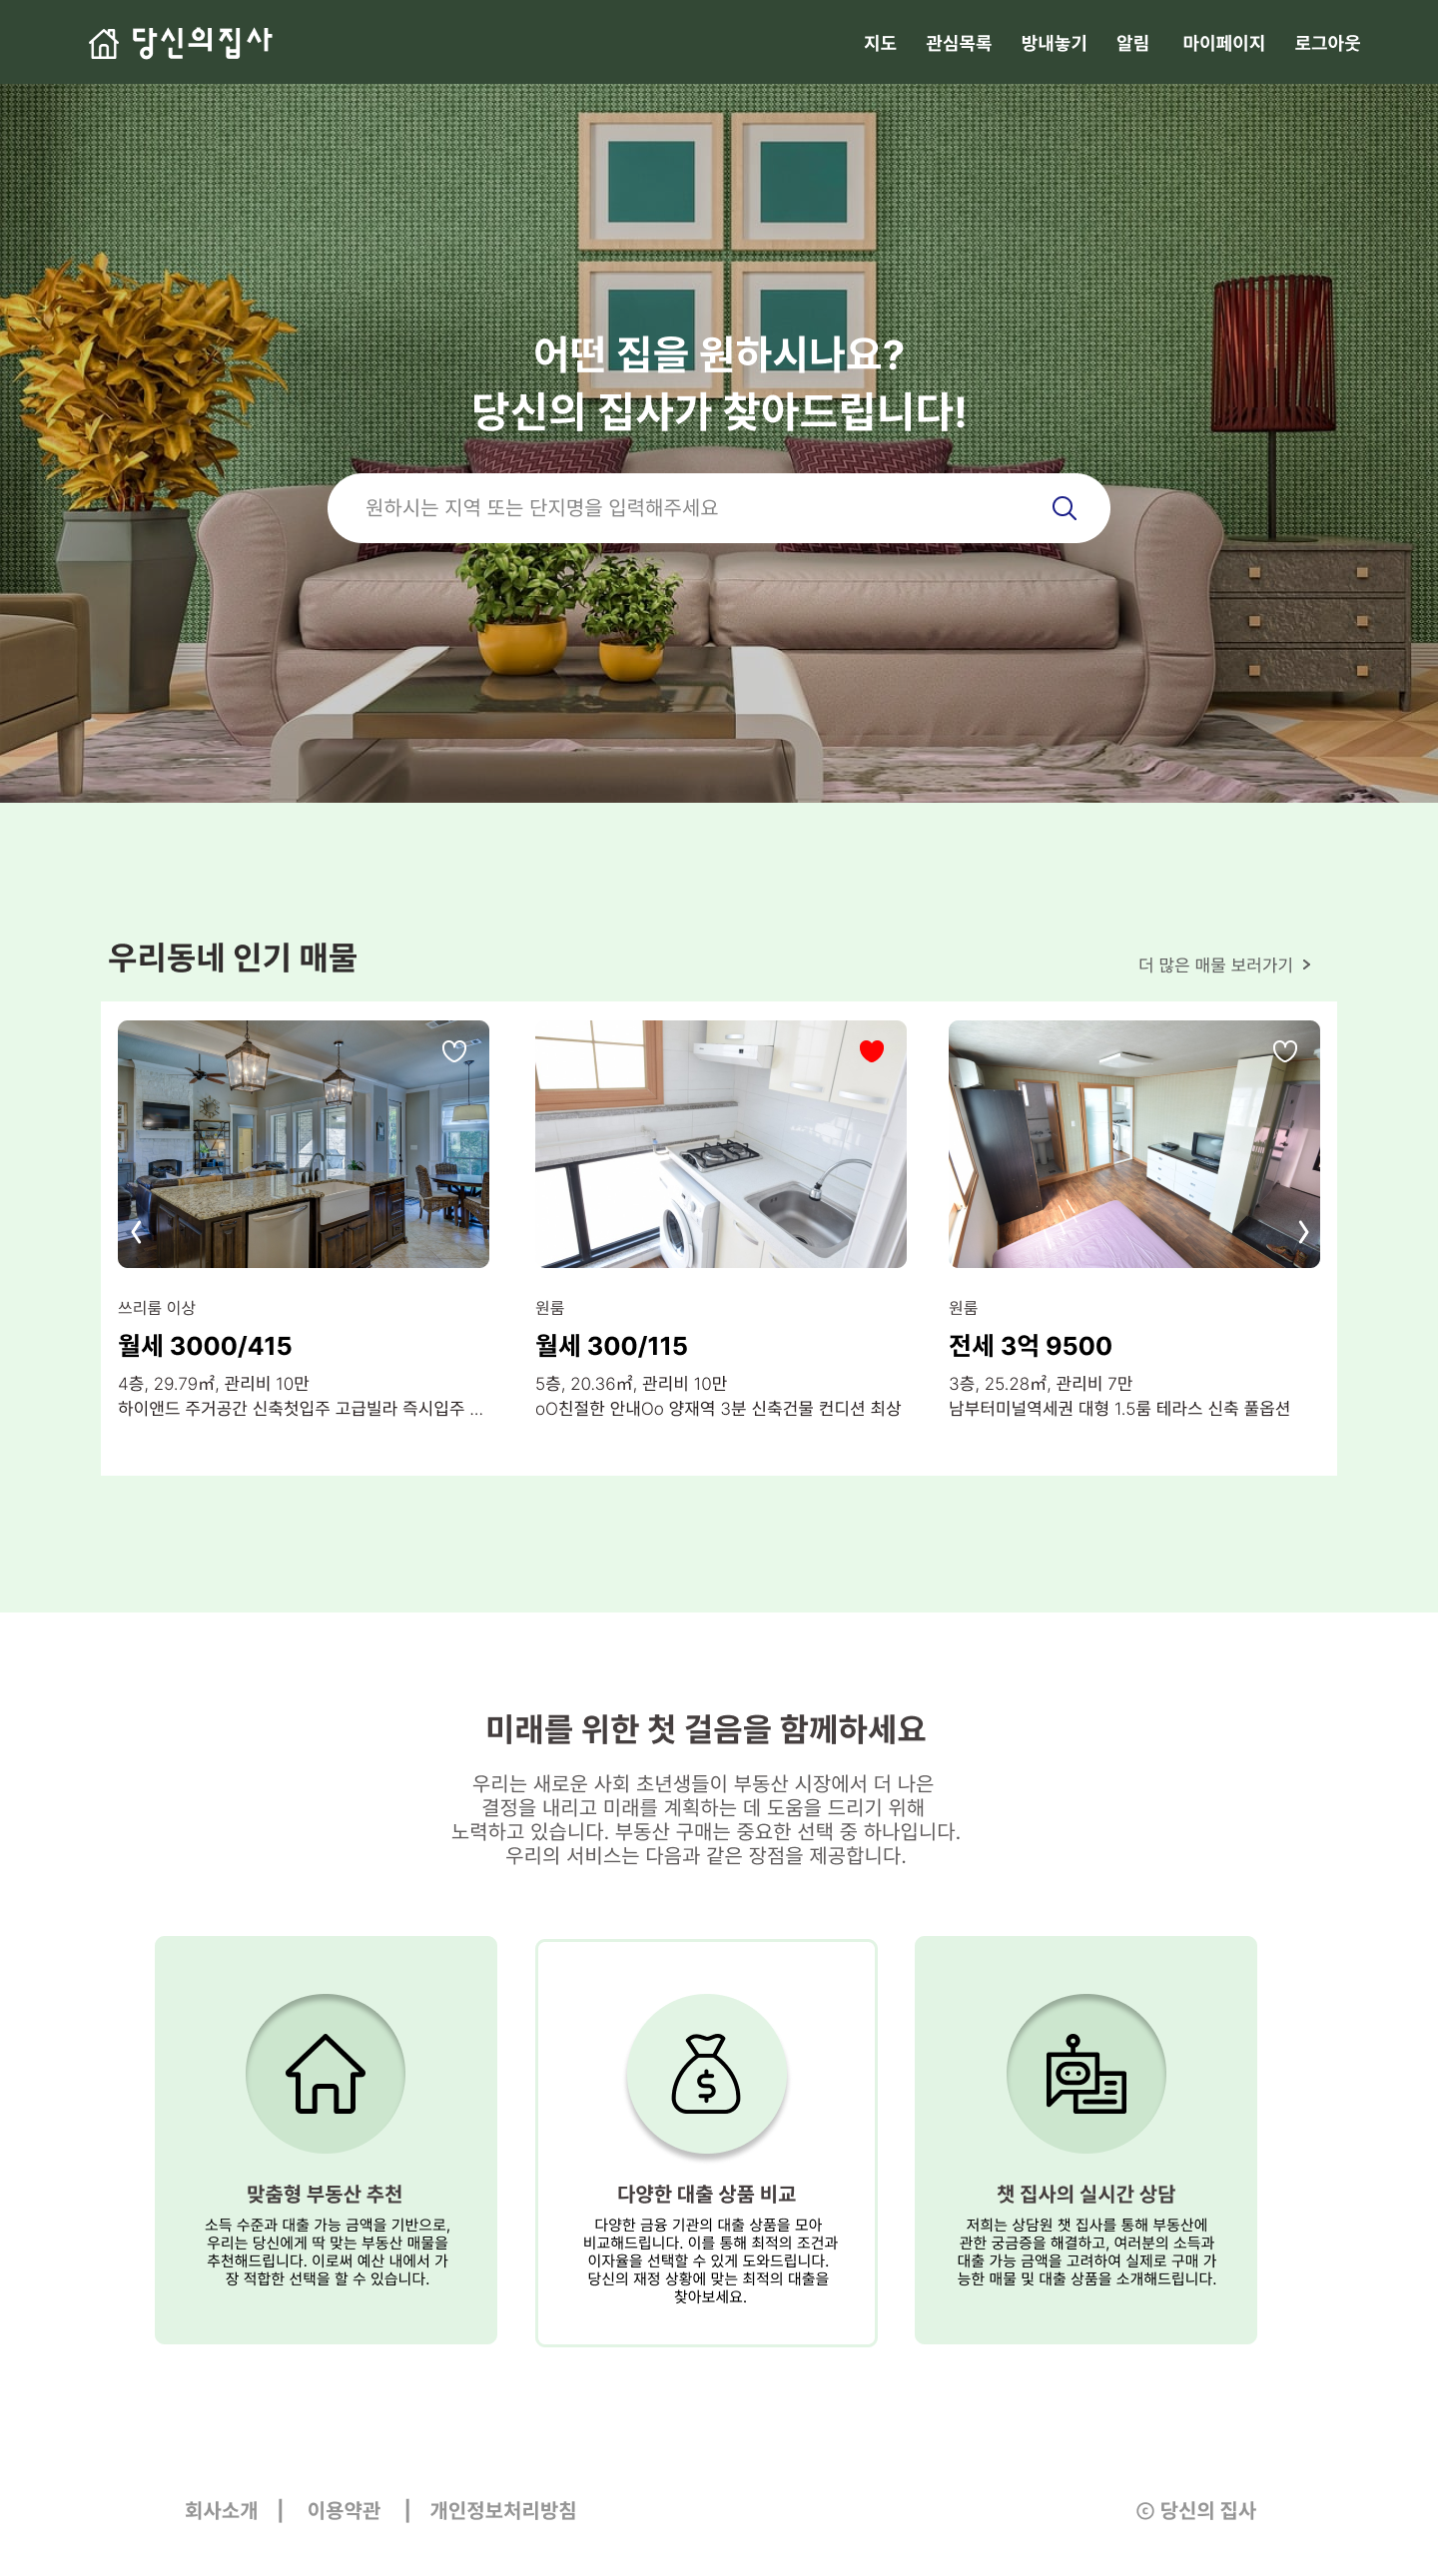 당신의집사
지도 관심목록 방내놓기 알림 마이페이지 로그아웃
어떤 집을 원하시나요?
당신의 집사가 찾아드립니다!
원하시는 지역 또는 단지명을 입력해주세요
우리동네 인기 매물
더 많은 매물 보러가기 >
쓰리룸 이상
월세 3000/415
4층, 29.79㎡, 관리비 10만
하이앤드 주거공간 신축첫입주 고급빌라 즉시입주 ...
원룸
월세 300/115
5층, 20.36㎡, 관리비 10만
oO친절한 안내Oo 양재역 3분 신축건물 컨디션 최상
원룸
전세 3억 9500
3층, 25.28㎡, 관리비 7만
남부터미널역세권 대형 1.5룸 테라스 신축 풀옵션
미래를 위한 첫 걸음을 함께하세요
우리는 새로운 사회 초년생들이 부동산 시장에서 더 나은
결정을 내리고 미래를 계획하는 데 도움을 드리기 위해
노력하고 있습니다. 부동산 구매는 중요한 선택 중 하나입니다.
우리의 서비스는 다음과 같은 장점을 제공합니다.
맞춤형 부동산 추천
소득 수준과 대출 가능 금액을 기반으로,
우리는 당신에게 딱 맞는 부동산 매물을
추천해드립니다. 이로써 예산 내에서 가
장 적합한 선택을 할 수 있습니다.
$
다양한 대출 상품 비교
다양한 금융 기관의 대출 상품을 모아
비교해드립니다. 이를 통해 최적의 조건과
이자율을 선택할 수 있게 도와드립니다.
당신의 재정 상황에 맞는 최적의 대출을
찾아보세요.
챗 집사의 실시간 상담
저희는 상담원 챗 집사를 통해 부동산에
관한 궁금증을 해결하고, 여러분의 소득과
대출 가능 금액을 고려하여 실제로 구매 가
능한 매물 및 대출 상품을 소개해드립니다.
회사소개 | 이용약관 | 개인정보처리방침
© 당신의 집사